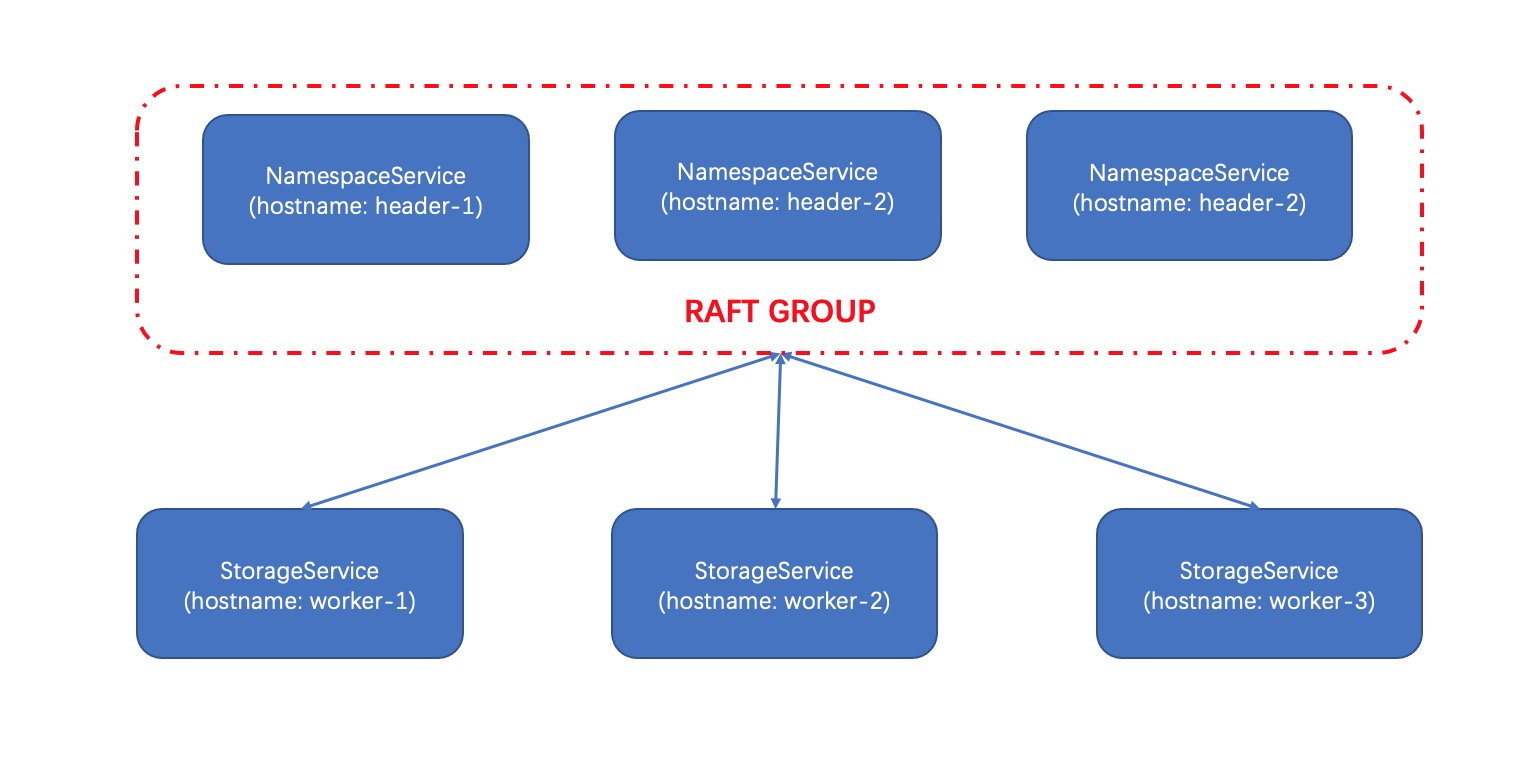 NamespaceService
(hostname: header-1)
NamespaceService
(hostname: header-2)
NamespaceService
(hostname: header-2)
RAFT GROUP
StorageService
(hostname: worker-1)
StorageService
(hostname: worker-2)
StorageService
(hostname: worker-3)